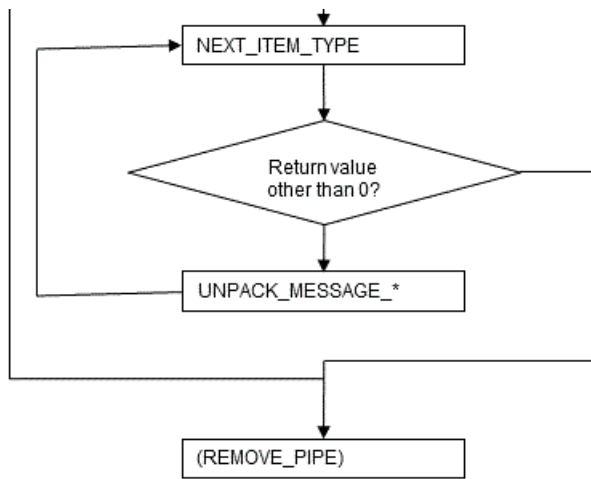 NEXT_ITEM_TYPE
Return value
other than 0?
UNPACK_MESSAGE_*
(REMOVE_PIPE)